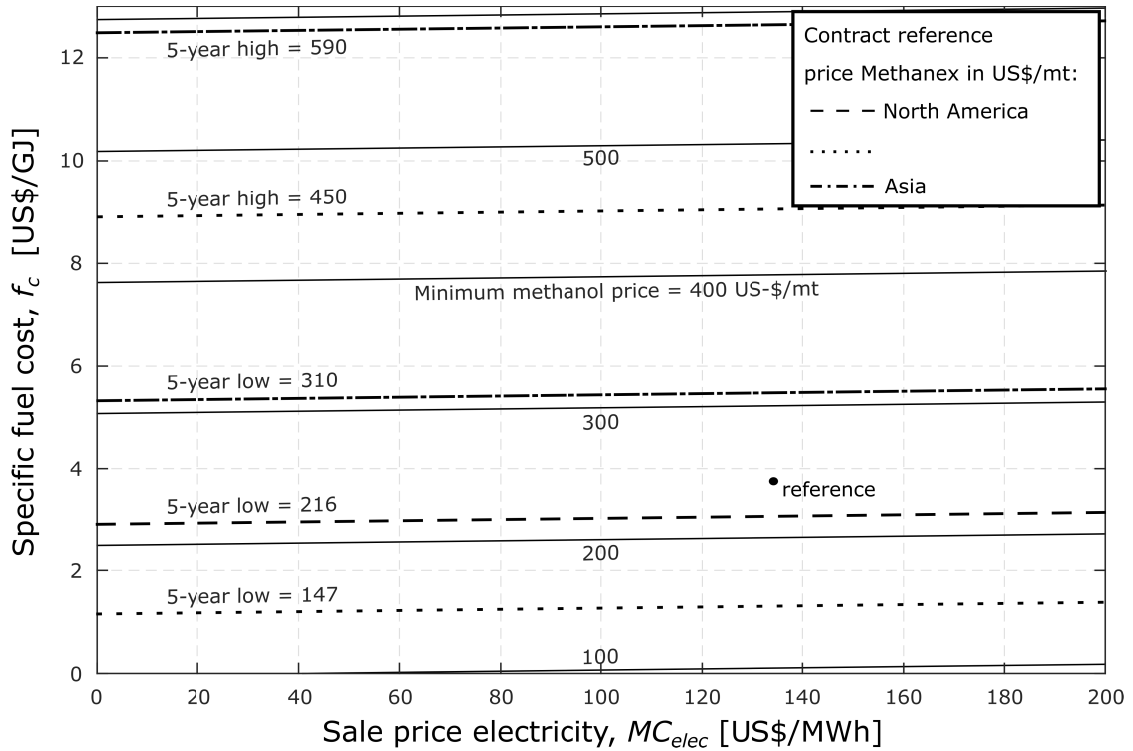 Contract reference
price Methanex in US$/mt:
North America
Asia
5-year high = 590
500
5-year high = 450
Minimum methanol price = 400 US-$/mt
5-year low = 310
300
reference
5-year low = 216
200
5-year low = 147
100
12
10
8
6
4
2
0
0 20 40 60 80 100 120 140 160 180 200
Specific fuel cost, f_c [US$/GJ]
Sale price electricity, MC_elec [US$/MWh]